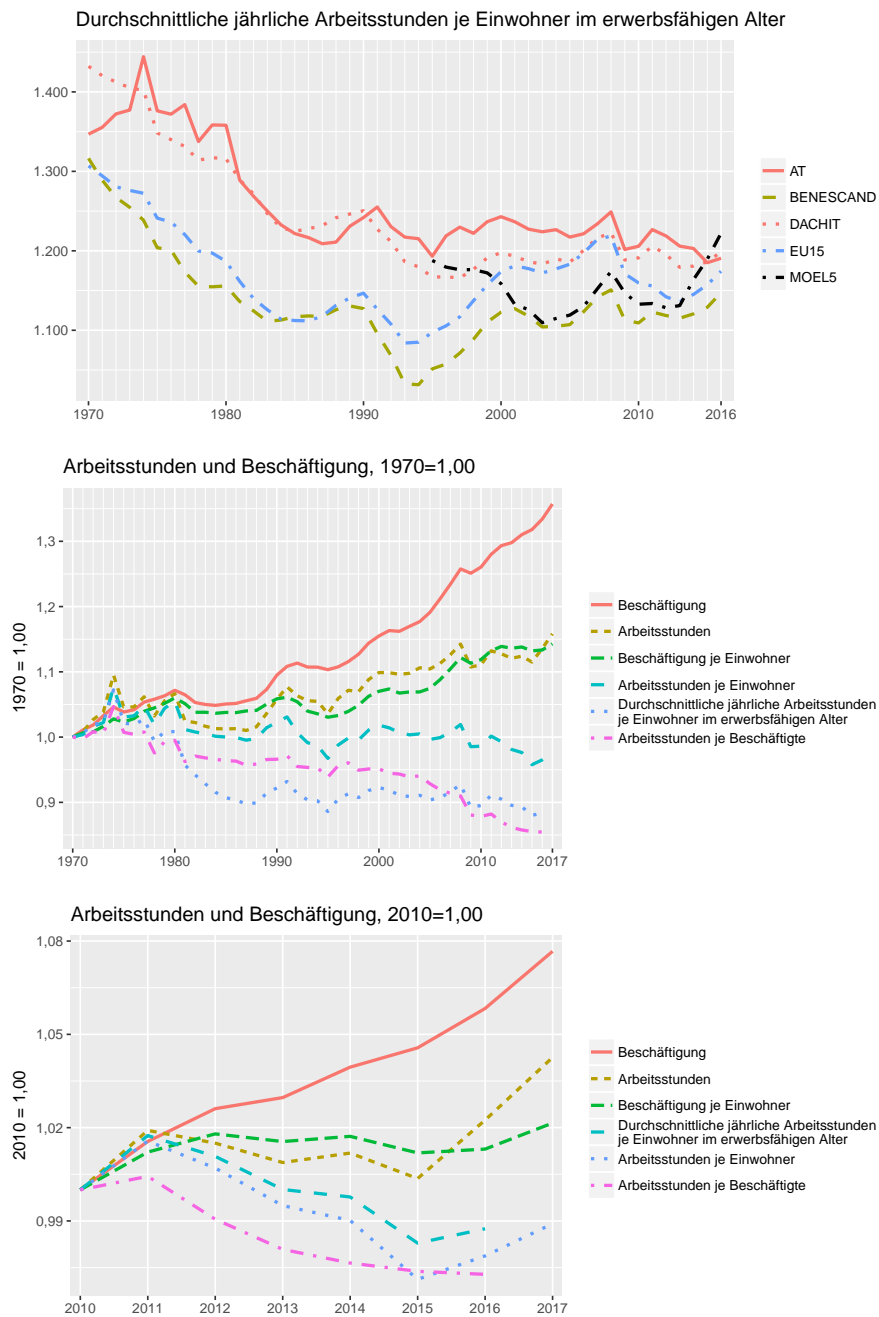 Durchschnittliche jährliche Arbeitsstunden je Einwohner im erwerbsfähigen Alter
1.400
1.300
1.200
1.100
1970
1980
1990
2000
2010
2016
AT
BENESCAND
DACHIT
EU15
MOEL5
Arbeitsstunden und Beschäftigung, 1970=1,00
1970 = 1,00
1,3
1,2
1,1
1,0
0,9
1970
1980
1990
2000
2010
2017
Beschäftigung
Arbeitsstunden
Beschäftigung je Einwohner
Arbeitsstunden je Einwohner
Durchschnittliche jährliche Arbeitsstunden
je Einwohner im erwerbsfähigen Alter
Arbeitsstunden je Beschäftigte
Arbeitsstunden und Beschäftigung, 2010=1,00
2010 = 1,00
1,08
1,05
1,02
0,99
2010
2011
2012
2013
2014
2015
2016
2017
Beschäftigung
Arbeitsstunden
Beschäftigung je Einwohner
Durchschnittliche jährliche Arbeitsstunden
je Einwohner im erwerbsfähigen Alter
Arbeitsstunden je Einwohner
Arbeitsstunden je Beschäftigte